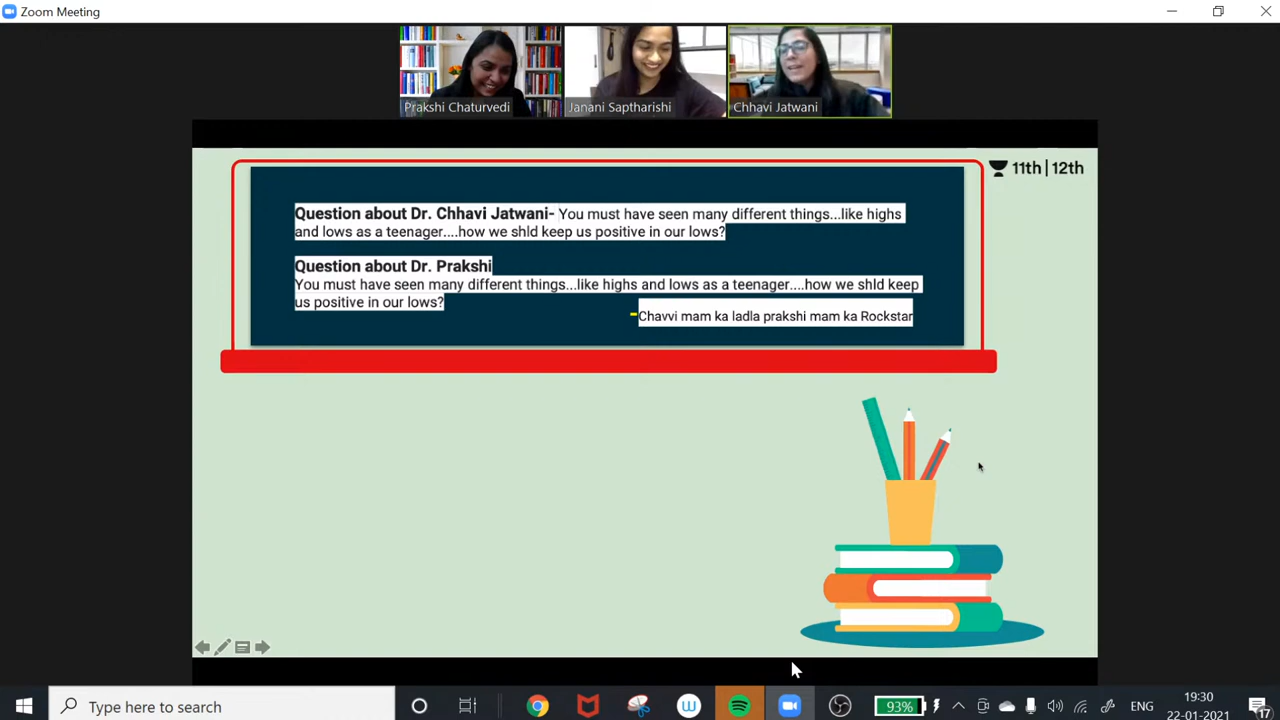 Zoom Meeting
Prakshi Chaturvedi
Janani Saptharishi
Chhavi Jatwani
11th | 12th
Question about Dr. Chhavi Jatwani- You must have seen many different things...like highs
and lows as a teenager....how we shld keep us positive in our lows?
Question about Dr. Prakshi
You must have seen many different things...like highs and lows as a teenager....how we shld keep
us positive in our lows?
-Chavvi mam ka ladla prakshi mam ka Rockstar
Type here to search
93%
ENG
19:30
22-01-2021
17